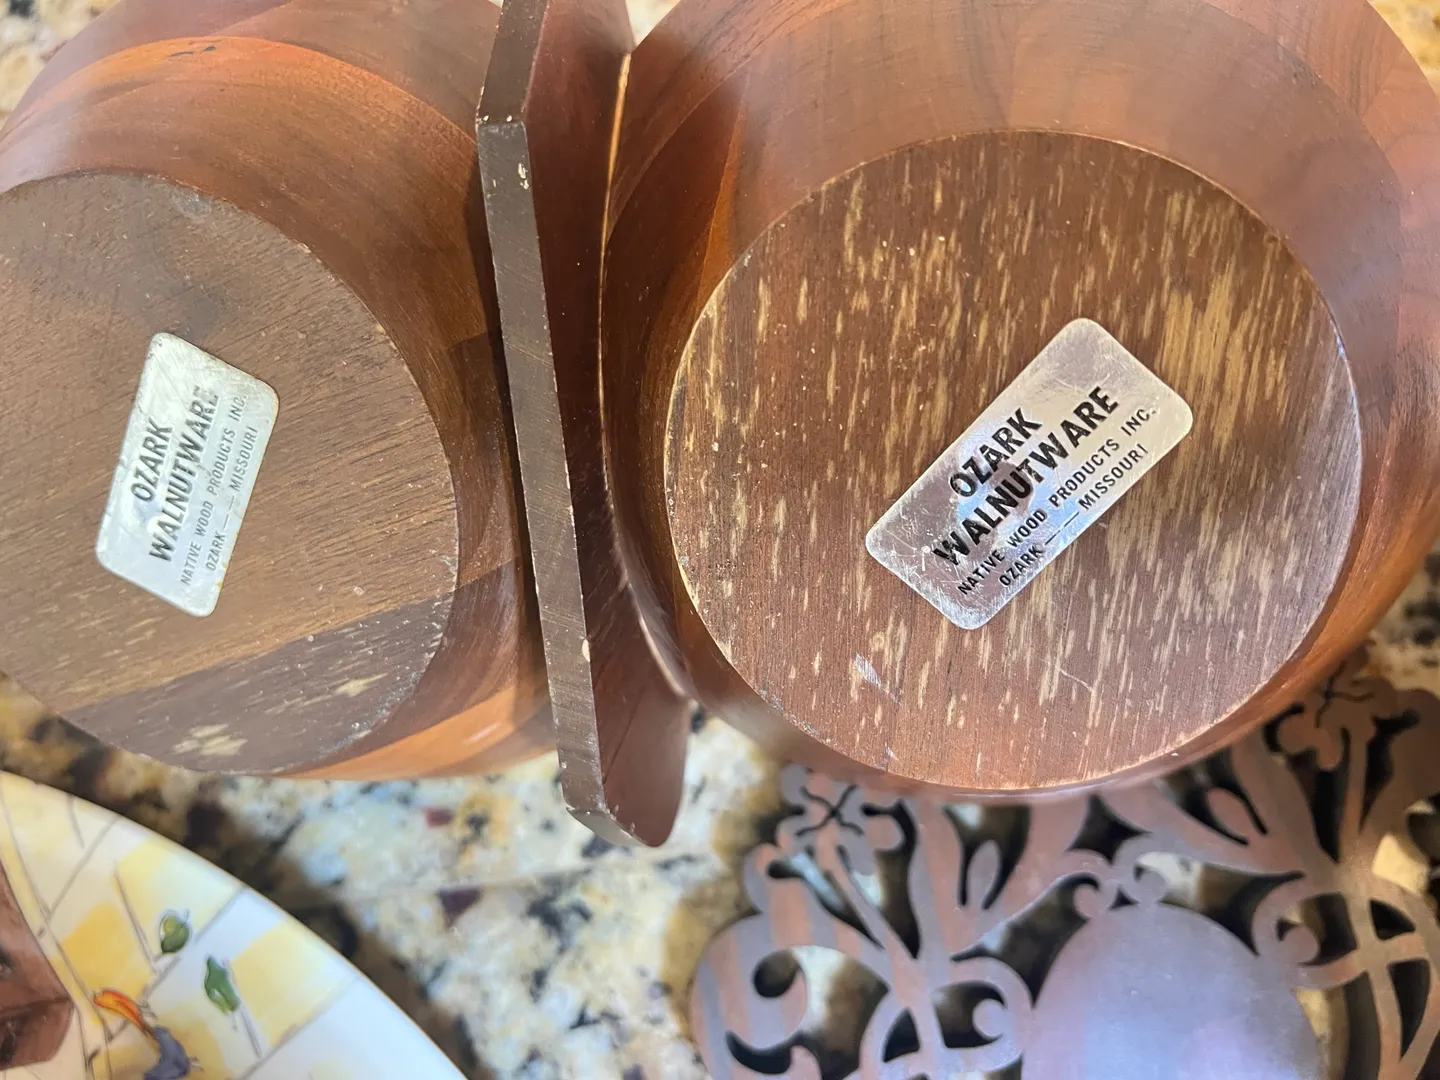 OZARK
WALNUTWARE
NATIVE WOOD PRODUCTS INC.
OZARK — — MISSOURI
OZARK
WALNUTWARE
NATIVE WOOD PRODUCTS INC.
OZARK — — MISSOURI